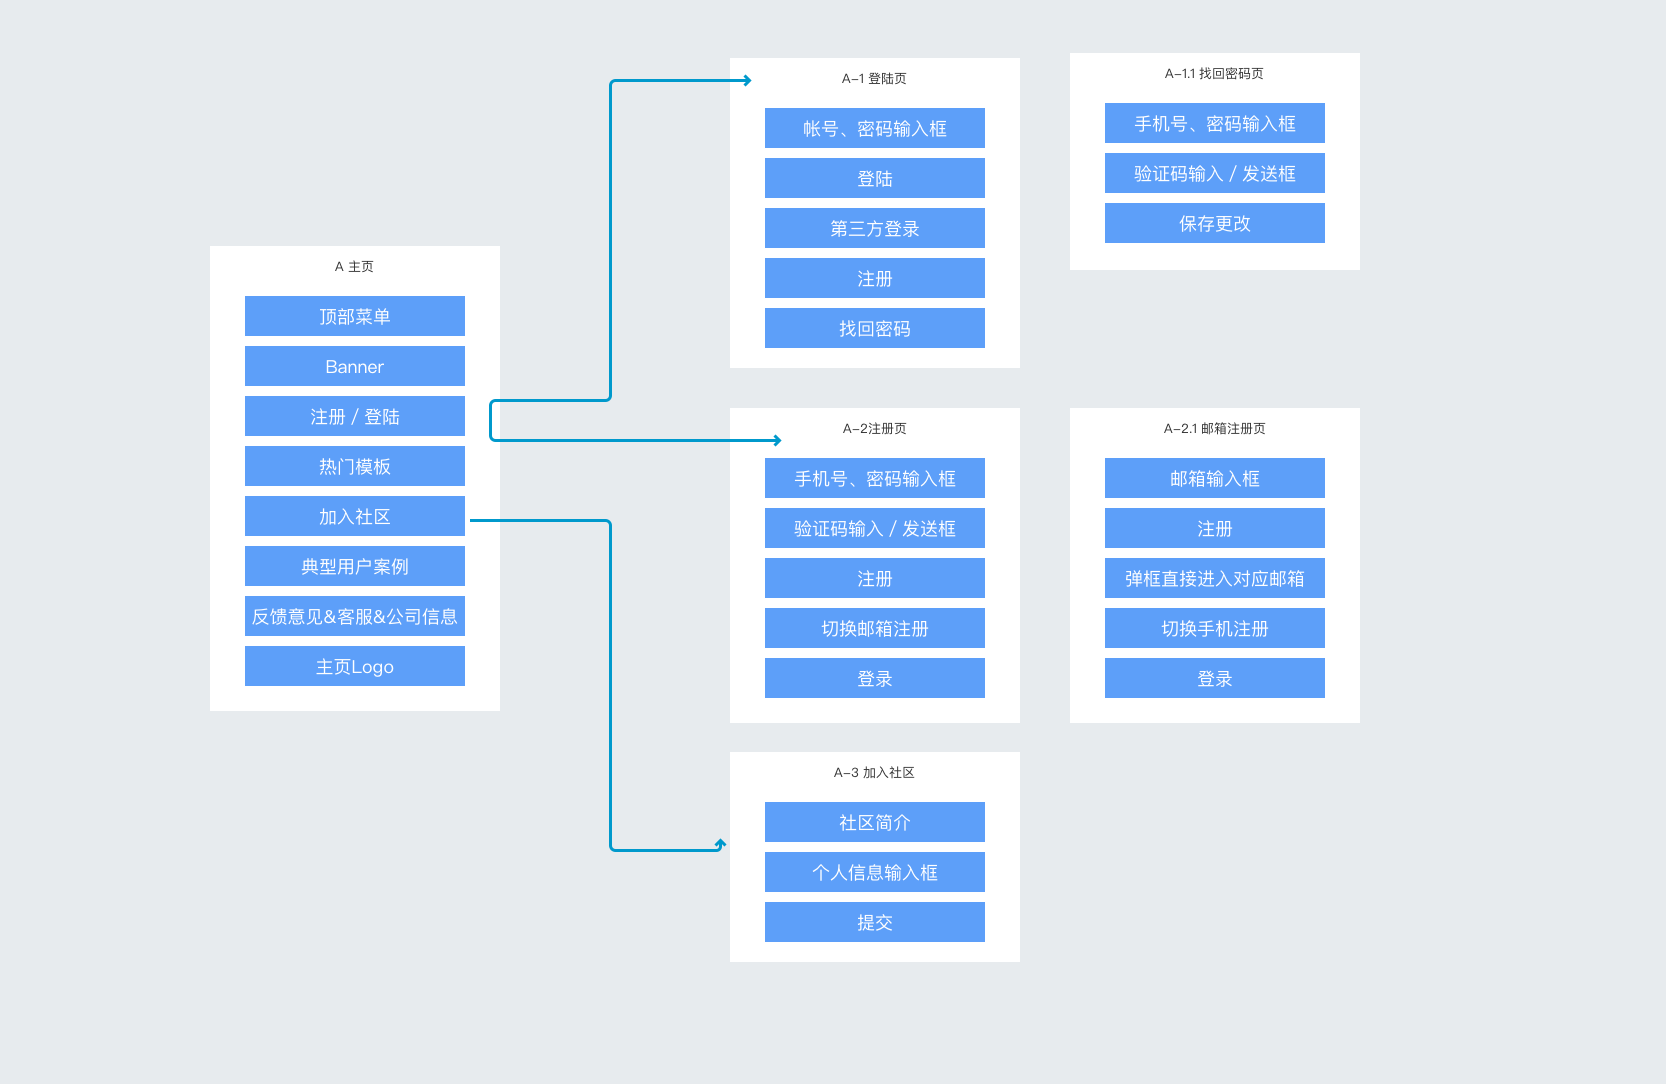 A 主页
顶部菜单
Banner
注册 / 登陆
热门模板
加入社区
典型用户案例
反馈意见&客服&公司信息
主页Logo
A-1 登陆页
帐号、密码输入框
登陆
第三方登录
注册
找回密码
A-1.1 找回密码页
手机号、密码输入框
验证码输入 / 发送框
保存更改
A-2注册页
手机号、密码输入框
验证码输入 / 发送框
注册
切换邮箱注册
登录
A-2.1 邮箱注册页
邮箱输入框
注册
弹框直接进入对应邮箱
切换手机注册
登录
A-3 加入社区
社区简介
个人信息输入框
提交